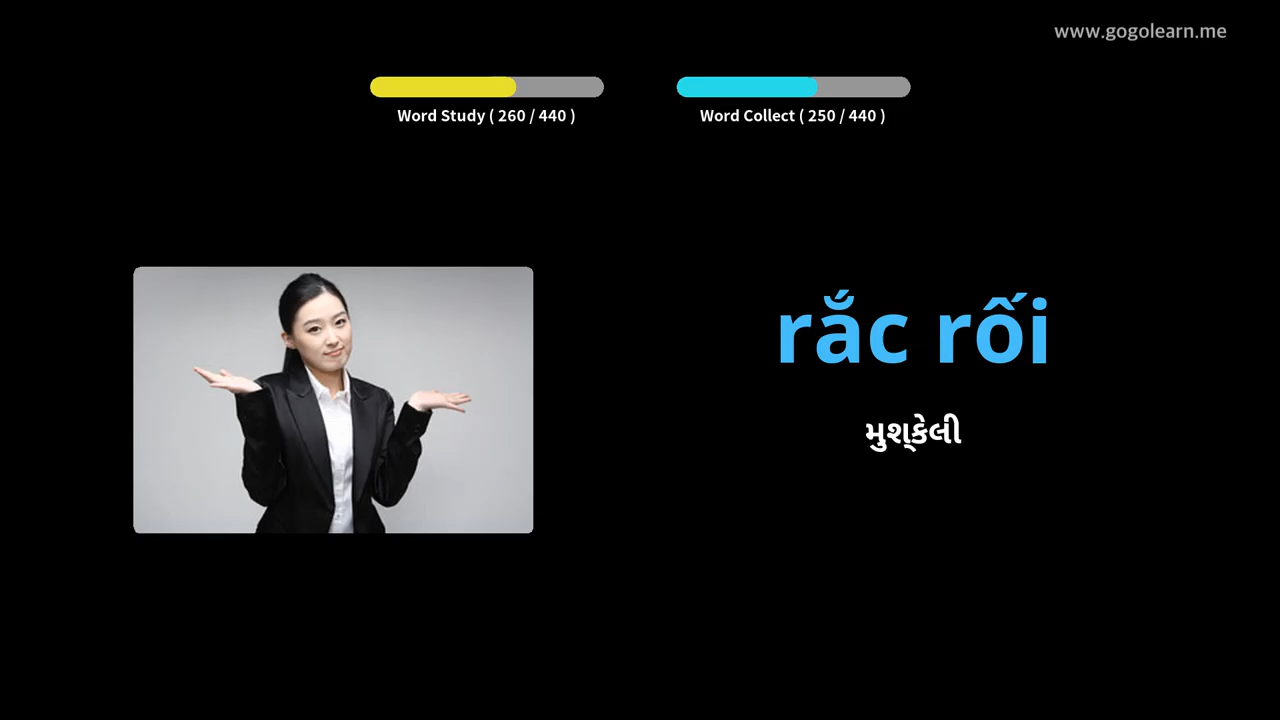 www.gogolearn.me
Word Study ( 260 / 440 )
Word Collect ( 250 / 440 )
rắc rối
મુશ્કેલી